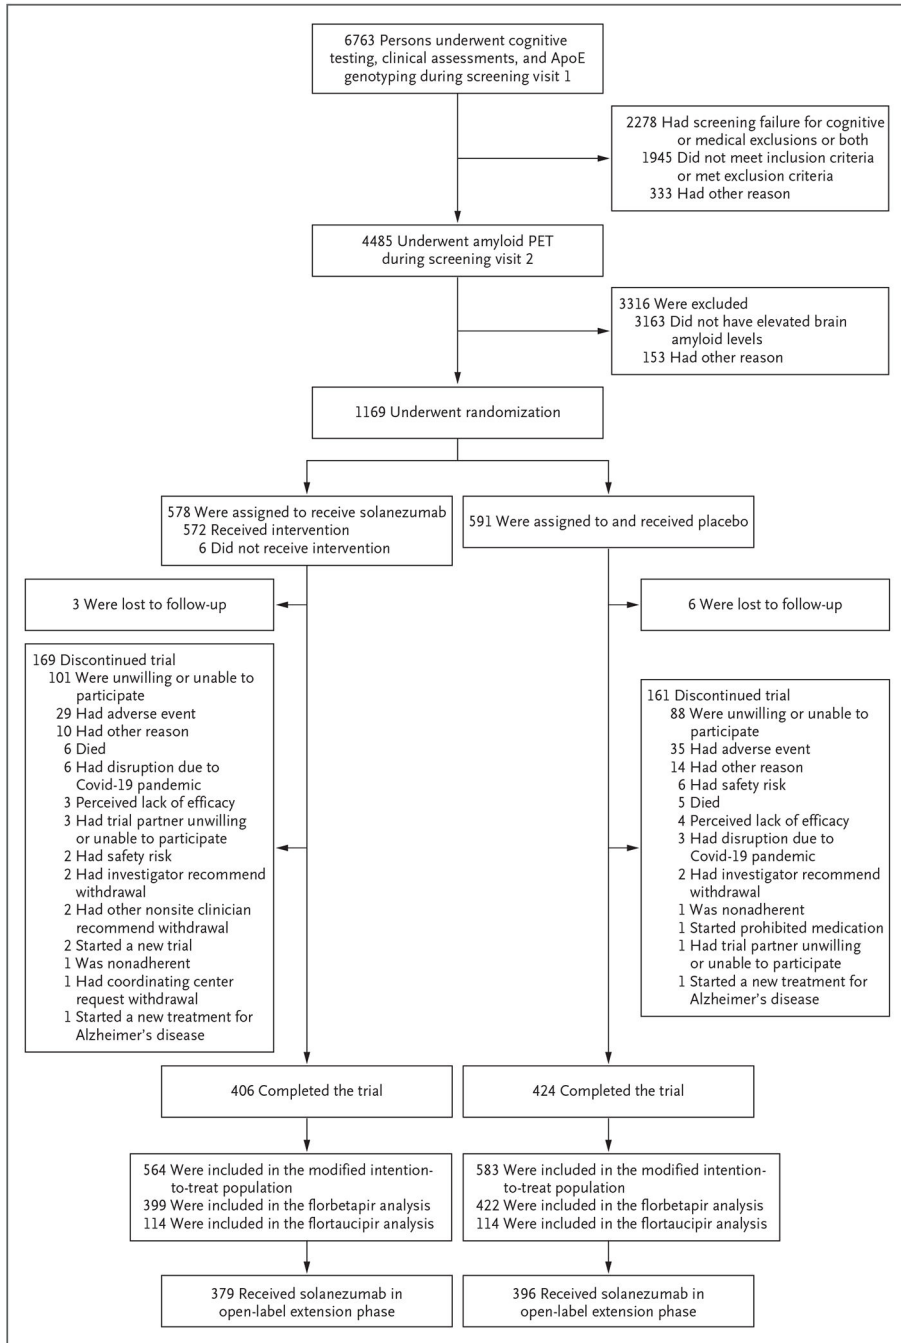 6763 Persons underwent cognitive
testing, clinical assessments, and ApoE
genotyping during screening visit 1
2278 Had screening failure for cognitive
or medical exclusions or both
1945 Did not meet inclusion criteria
or met exclusion criteria
333 Had other reason
4485 Underwent amyloid PET
during screening visit 2
3316 Were excluded
3163 Did not have elevated brain
amyloid levels
153 Had other reason
1169 Underwent randomization
578 Were assigned to receive solanezumab
572 Received intervention
6 Did not receive intervention
591 Were assigned to and received placebo
3 Were lost to follow-up
6 Were lost to follow-up
169 Discontinued trial
101 Were unwilling or unable to
participate
29 Had adverse event
10 Had other reason
6 Died
6 Had disruption due to
Covid-19 pandemic
3 Perceived lack of efficacy
3 Had trial partner unwilling
or unable to participate
2 Had safety risk
2 Had investigator recommend
withdrawal
2 Had other nonsite clinician
recommend withdrawal
2 Started a new trial
1 Was nonadherent
1 Had coordinating center
request withdrawal
1 Started a new treatment for
Alzheimer's disease
161 Discontinued trial
88 Were unwilling or unable to
participate
35 Had adverse event
14 Had other reason
6 Had safety risk
5 Died
4 Perceived lack of efficacy
3 Had disruption due to
Covid-19 pandemic
2 Had investigator recommend
withdrawal
1 Was nonadherent
1 Started prohibited medication
1 Had trial partner unwilling
or unable to participate
1 Started a new treatment for
Alzheimer's disease
406 Completed the trial
424 Completed the trial
564 Were included in the modified intention-
to-treat population
399 Were included in the florbetapir analysis
114 Were included in the flortaucipir analysis
583 Were included in the modified intention-
to-treat population
422 Were included in the florbetapir analysis
114 Were included in the flortaucipir analysis
379 Received solanezumab in
open-label extension phase
396 Received solanezumab in
open-label extension phase